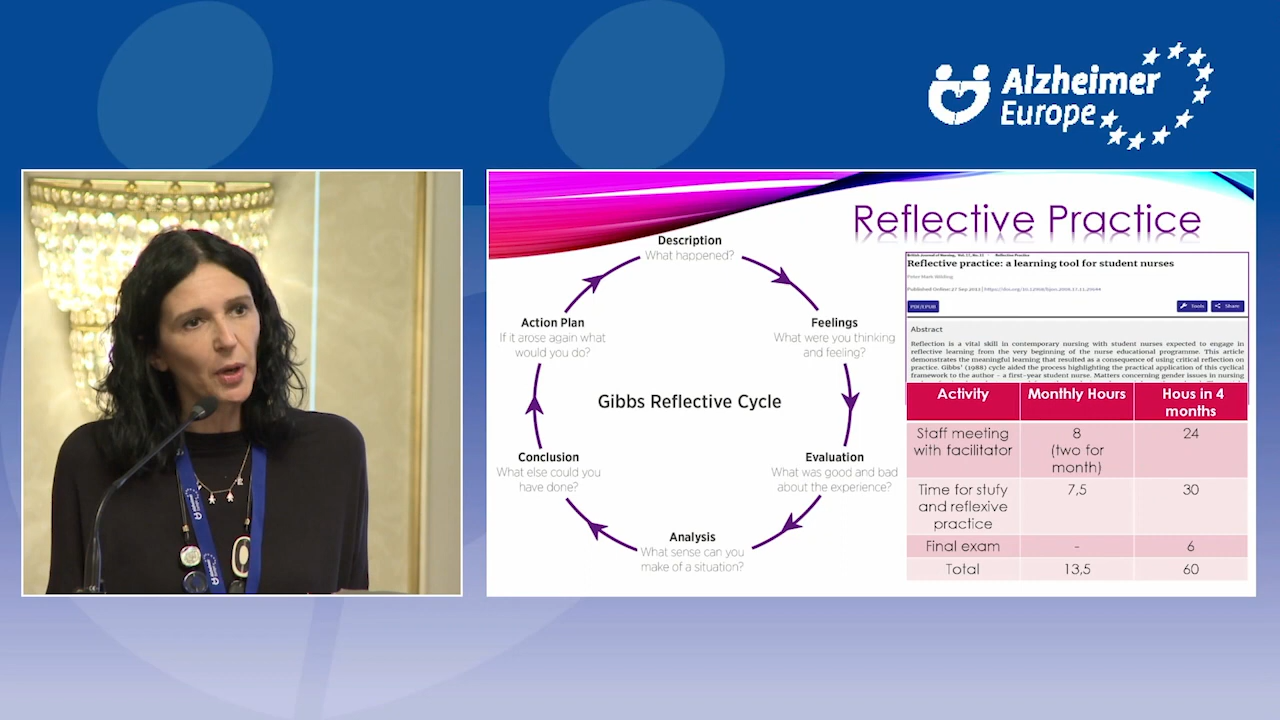 Alzheimer
Europe
Reflective Practice
Description
What happened?
Feelings
What were you thinking
and feeling?
Evaluation
What was good and bad
about the experience?
Analysis
What sense can you
make of a situation?
Conclusion
What else could you
have done?
Action Plan
If it arose again what
would you do?
Gibbs Reflective Cycle
Reflective practice: a learning tool for student nurses
PDF/EPUB
Tools
Share
Abstract
Reflection is a vital skill in contemporary nursing with student nurses expected to engage in
reflective learning from the very beginning of the nurse educational programme. This article
demonstrates the meaningful learning that resulted as a consequence of using critical reflection on
practice. Gibbs' (1988) cycle aided the process highlighting the practical application of this cyclical
framework to the author - a first-year student nurse. Matters concerning gender issues in nursing
Activity Monthly Hours Hous in 4
months
Staff meeting 8 24
with facilitator (two for
month)
Time for stufy 7,5 30
and reflexive
practice
Final exam - 6
Total 13,5 60